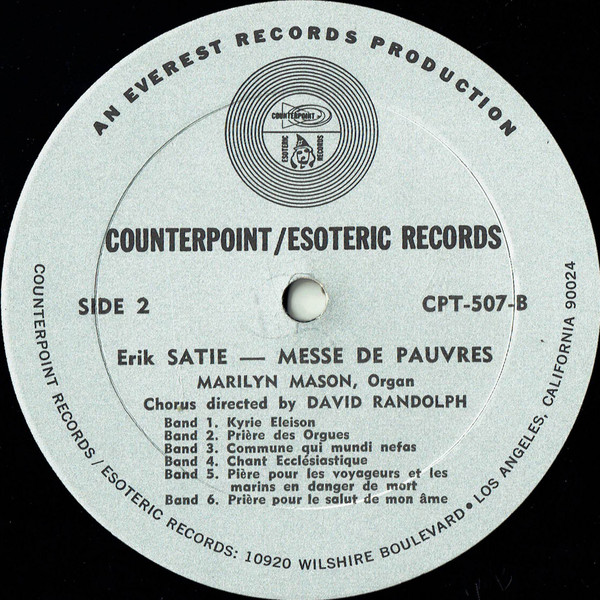 AN EVEREST RECORDS PRODUCTION
COUNTERPOINT
ESOTERIC RECORDS
COUNTERPOINT/ESOTERIC RECORDS
SIDE 2
CPT-507-B
Erik SATIE — MESSE DE PAUVRES
MARILYN MASON, Organ
Chorus directed by DAVID RANDOLPH
Band 1. Kyrie Eleison
Band 2. Prière des Orgues
Band 3. Commune qui mundi nefas
Band 4. Chant Ecclésiastique
Band 5. Pière pour les voyageurs et les
marins en danger de mort
Band 6. Prière pour le salut de mon âme
COUNTERPOINT RECORDS / ESOTERIC RECORDS: 10920 WILSHIRE BOULEVARD • LOS ANGELES, CALIFORNIA 90024